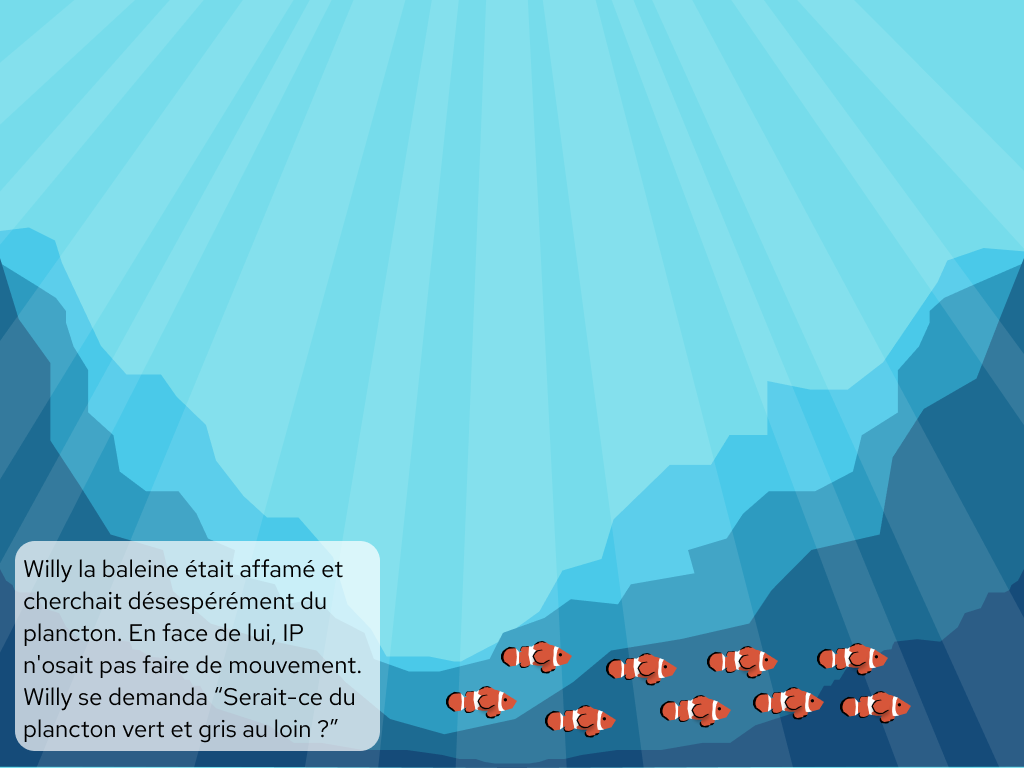 Willy la baleine était affamé et
cherchait désespérément du
plancton. En face de lui, IP
n'osait pas faire de mouvement.
Willy se demanda “Serait-ce du
plancton vert et gris au loin ?”